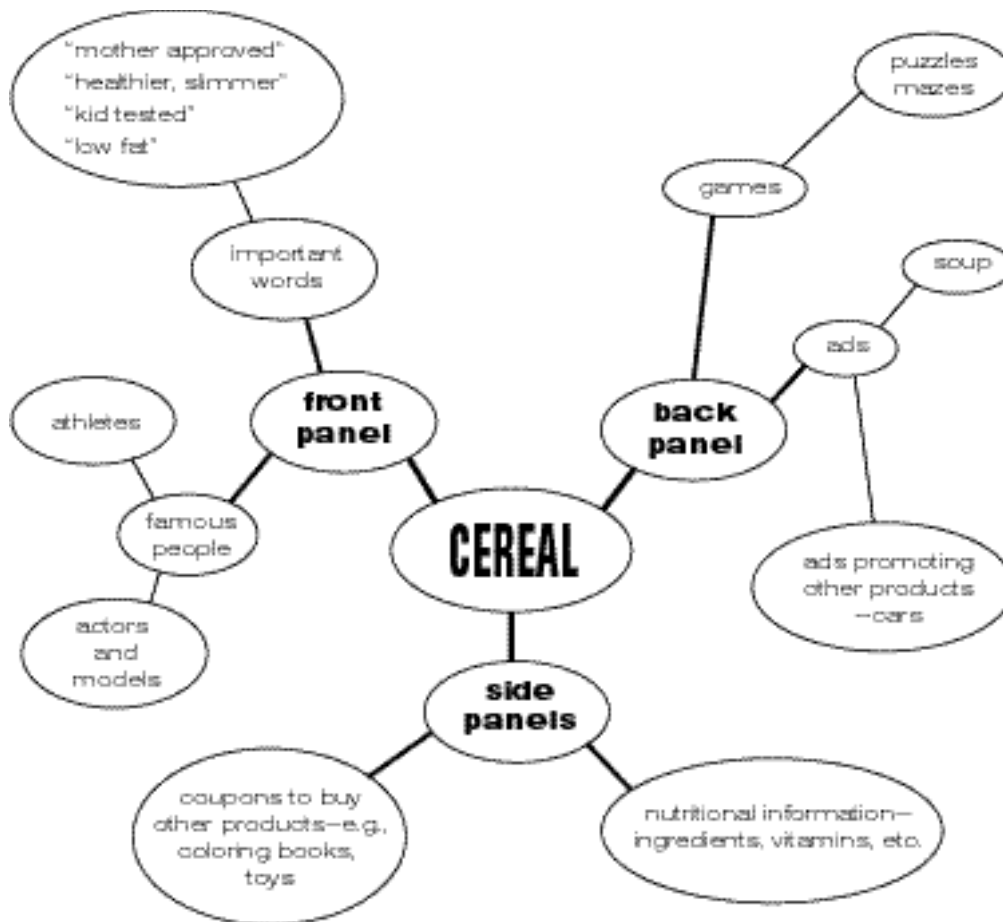 "mother approved"
"healthier, slimmer"
"kid tested"
"low fat"
important
words
front
panel
athletes
famous
people
actors
and
models
puzzles
mazes
games
soup
ads
back
panel
ads promoting
other products
—cars
CEREAL
side
panels
coupons to buy
other products—e.g.,
coloring books,
toys
nutritional information—
ingredients, vitamins, etc.